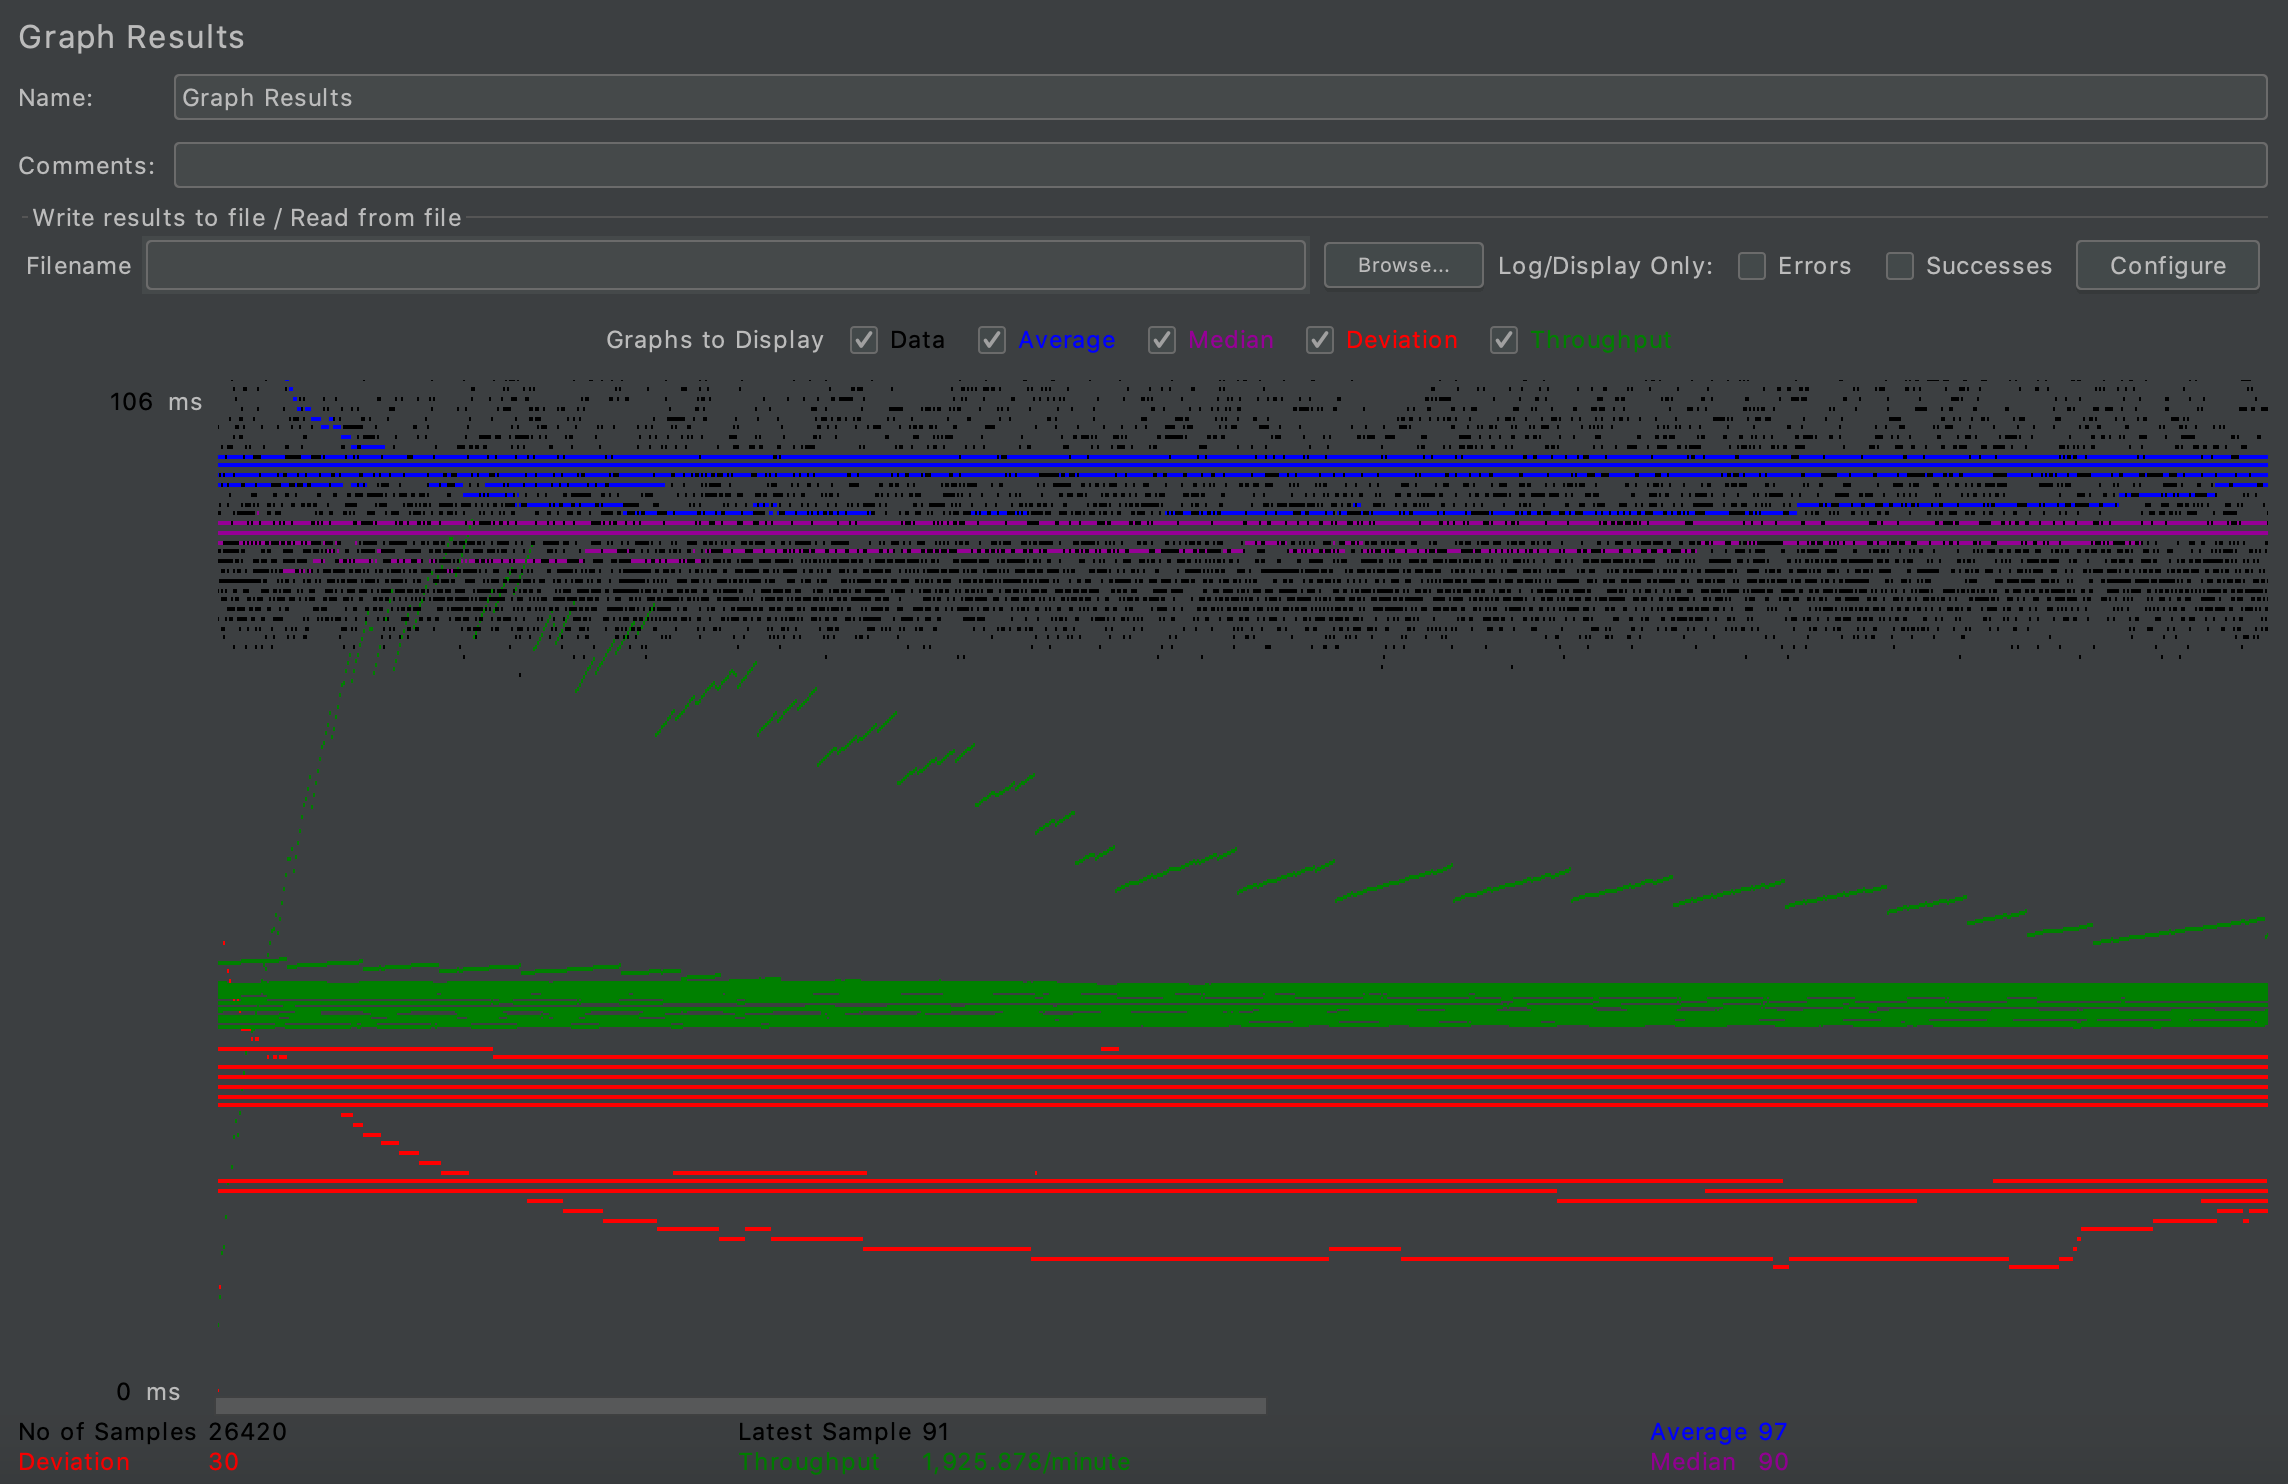 Graph Results
Name: Graph Results
Comments:
Write results to file / Read from file
Filename Browse... Log/Display Only: Errors Successes Configure
Graphs to Display Data Average Median Deviation Throughput
106 ms
0 ms
No of Samples 26420 Latest Sample 91 Average 97
Deviation 30 Throughput 1,925.878/minute Median 90